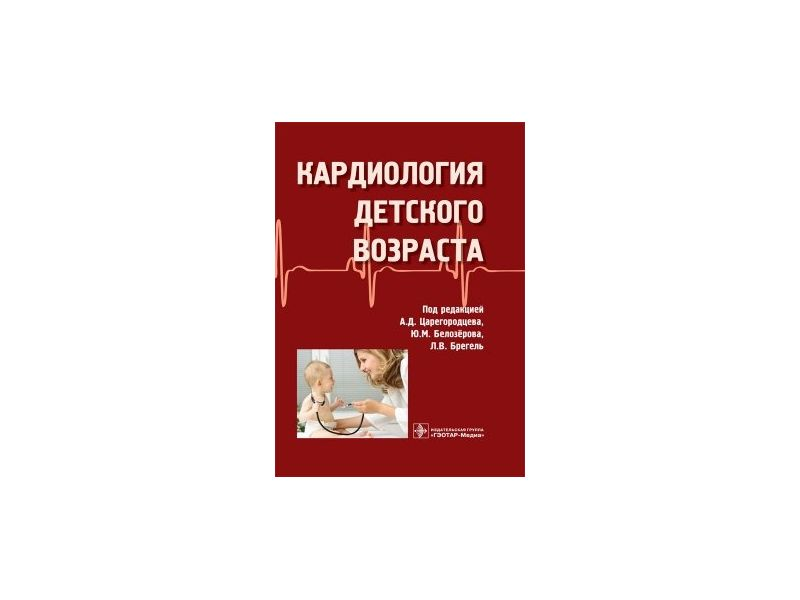 КАРДИОЛОГИЯ
ДЕТСКОГО
ВОЗРАСТА
Под редакцией
А.Д. Царегородцева,
Ю.М. Белозёрова,
Л.В. Брегель
ИЗДАТЕЛЬСКАЯ ГРУППА
«ГЭОТАР-Медиа»